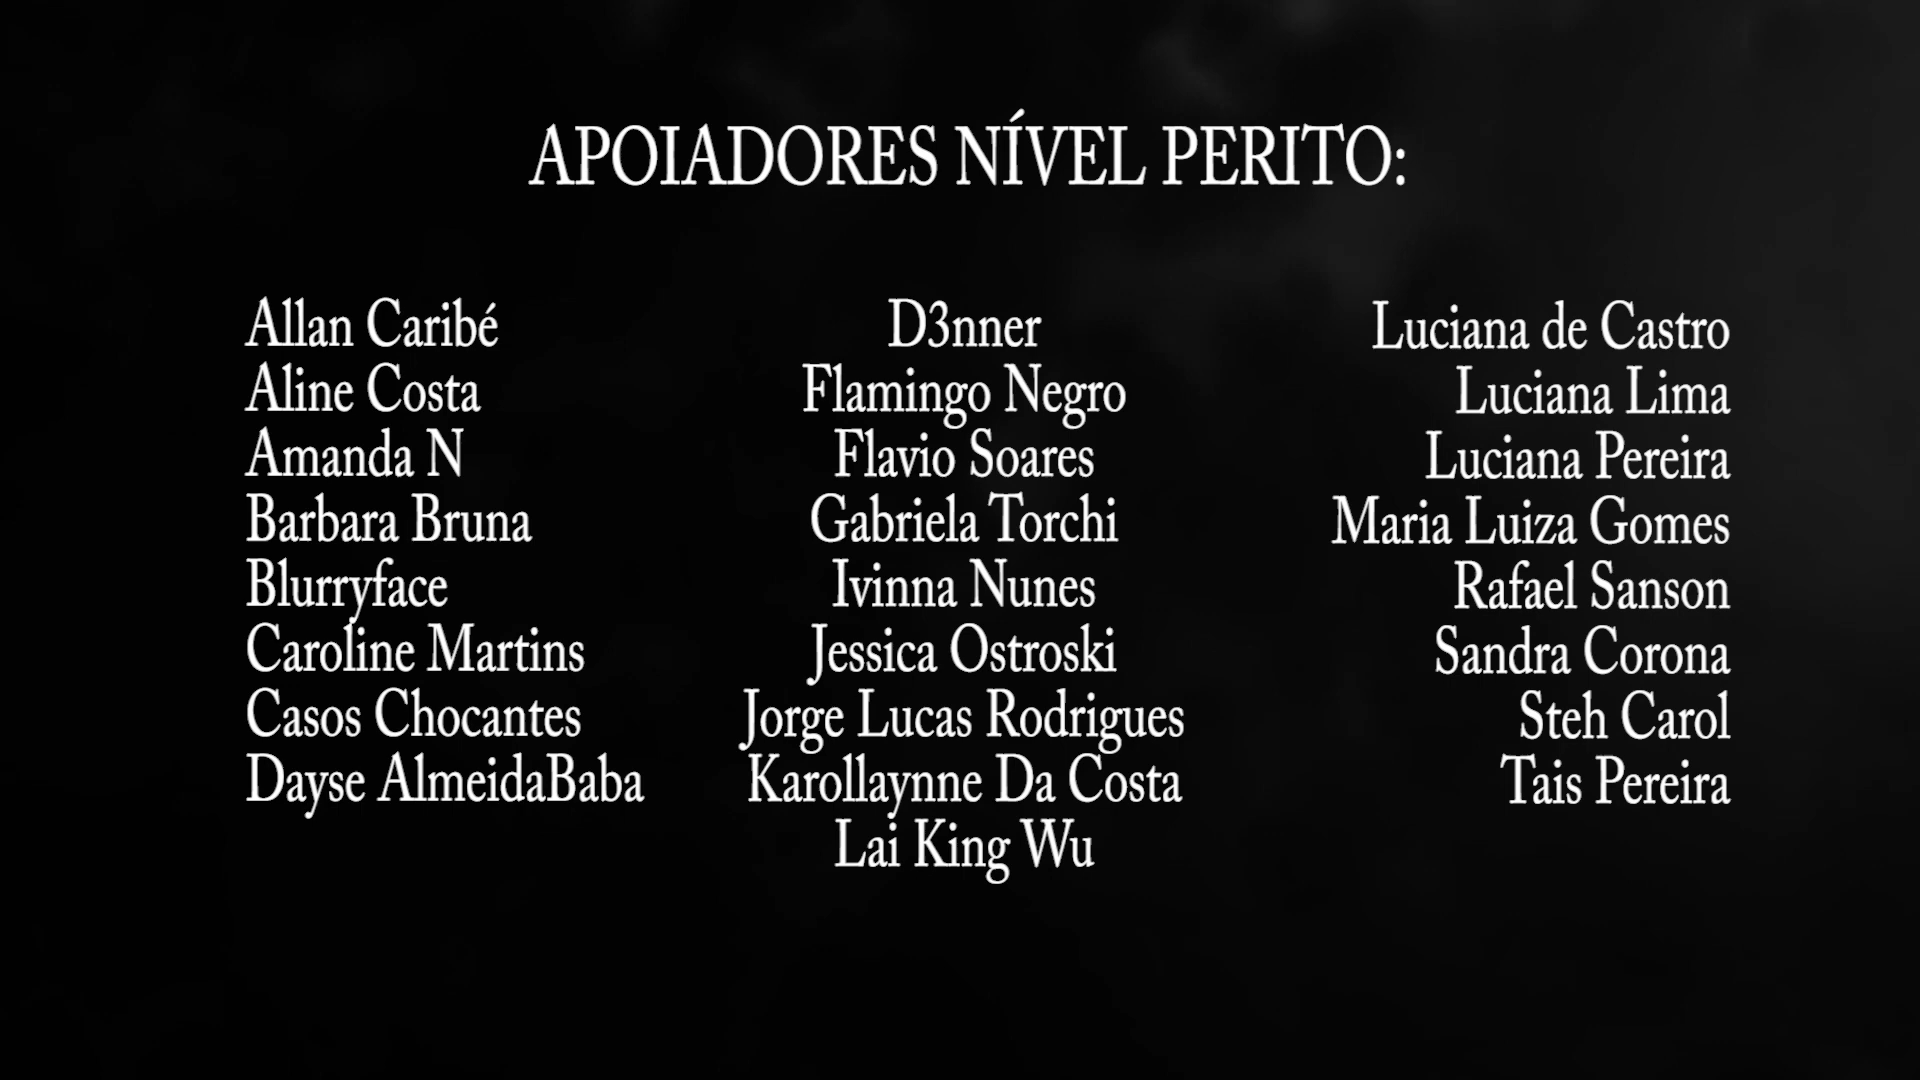 APOIADORES NÍVEL PERITO:
Allan Caribé
Aline Costa
Amanda N
Barbara Bruna
Blurryface
Caroline Martins
Casos Chocantes
Dayse AlmeidaBaba
D3nner
Flamingo Negro
Flavio Soares
Gabriela Torchi
Ivinna Nunes
Jessica Ostroski
Jorge Lucas Rodrigues
Karollaynne Da Costa
Lai King Wu
Luciana de Castro
Luciana Lima
Luciana Pereira
Maria Luiza Gomes
Rafael Sanson
Sandra Corona
Steh Carol
Tais Pereira